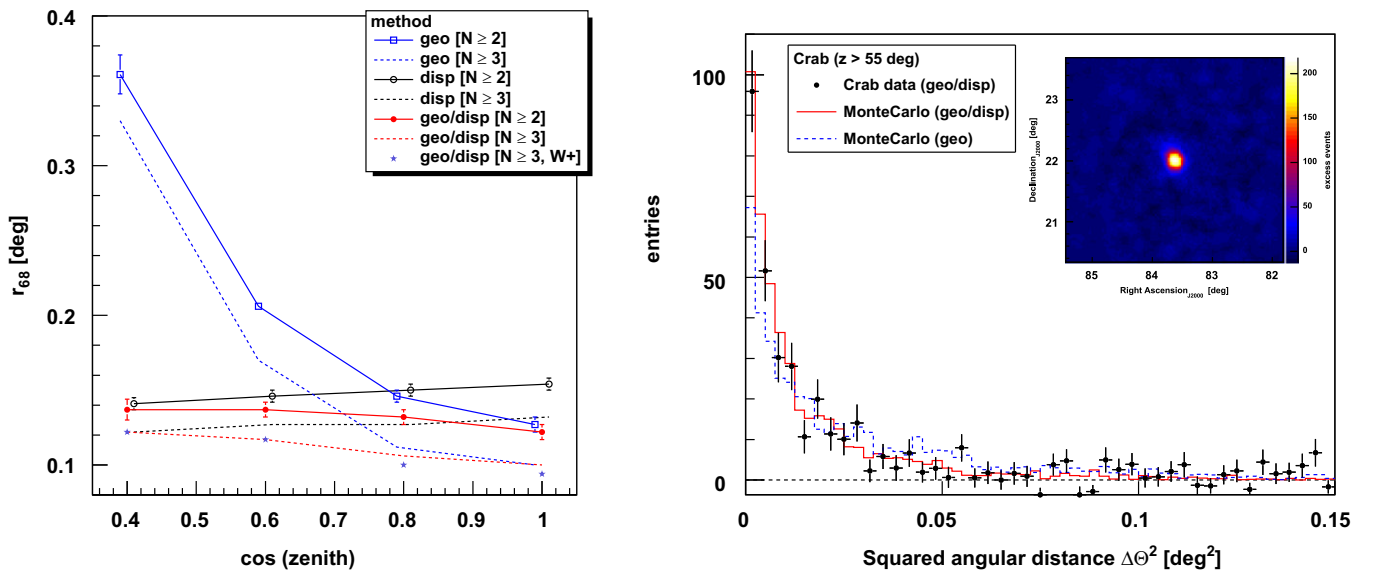 0.4
0.3
0.2
0.1
r68 [deg]
method
geo [N ≥ 2]
geo [N ≥ 3]
disp [N ≥ 2]
disp [N ≥ 3]
geo/disp [N ≥ 2]
geo/disp [N ≥ 3]
geo/disp [N ≥ 3, W+]
0.4 0.5 0.6 0.7 0.8 0.9 1
cos (zenith)
100
50
0
entries
Crab (z > 55 deg)
Crab data (geo/disp)
MonteCarlo (geo/disp)
MonteCarlo (geo)
23
22
21
Declination J2000 [deg]
85 84 83 82
Right Ascension J2000 [deg]
200
150
100
50
0
excess events
0 0.05 0.1 0.15
Squared angular distance ΔΘ² [deg²]